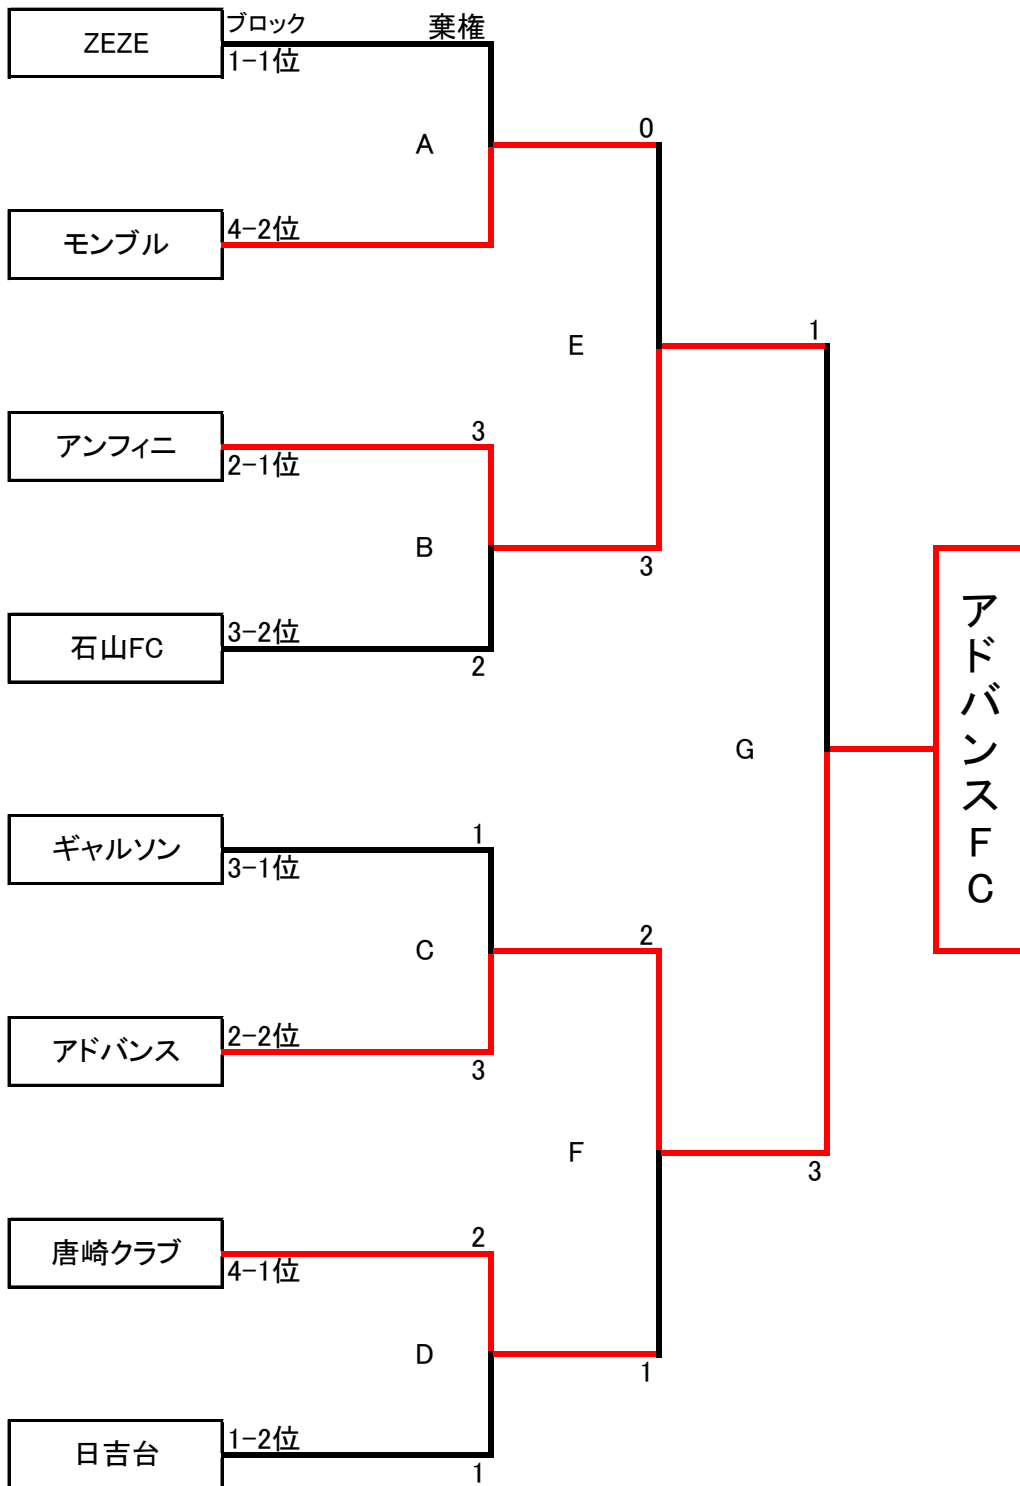 ZEZE
ブロック
棄権
1-1位
A
0
モンブル
4-2位
E
1
アンフィニ
3
2-1位
B
3
石山FC
3-2位
2
アドバンスFC
G
ギャルソン
1
3-1位
C
2
アドバンス
2-2位
3
F
3
唐崎クラブ
2
4-1位
D
1
日吉台
1-2位
1